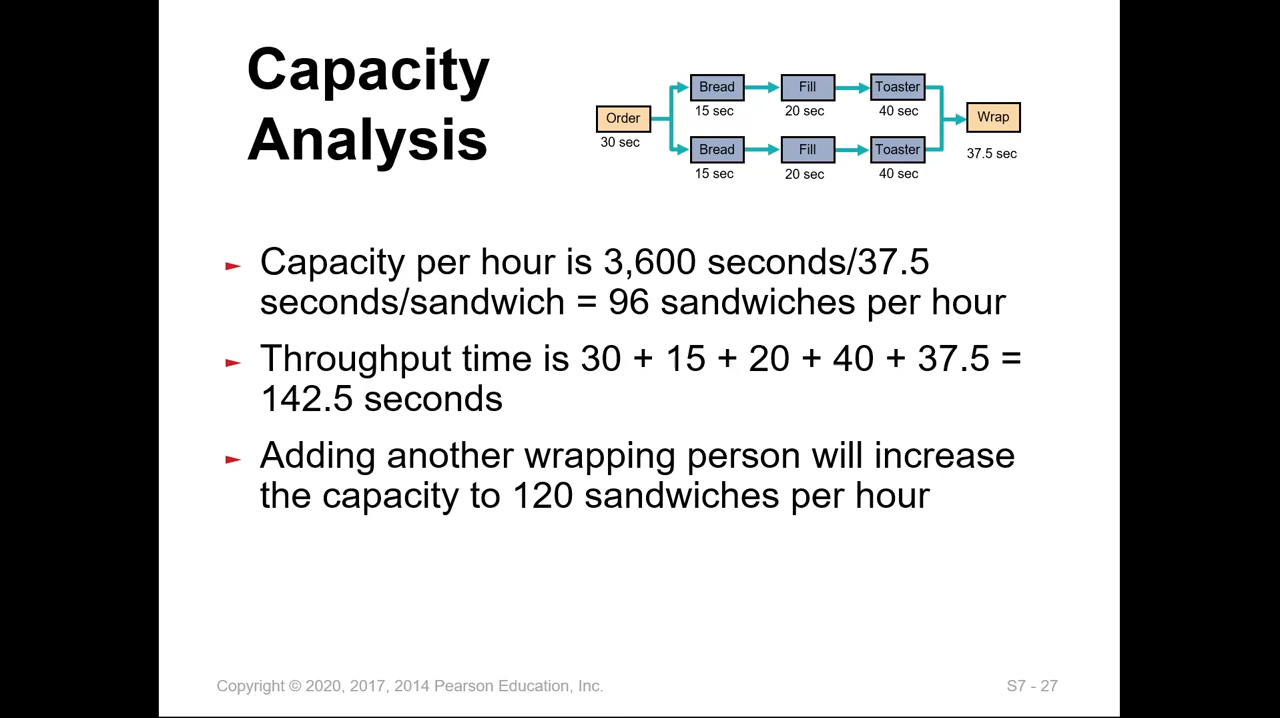 Capacity
Analysis
Bread
Fill
Toaster
15 sec
20 sec
40 sec
Order
30 sec
Wrap
37.5 sec
Bread
Fill
Toaster
15 sec
20 sec
40 sec
► Capacity per hour is 3,600 seconds/37.5
seconds/sandwich = 96 sandwiches per hour
► Throughput time is 30 + 15 + 20 + 40 + 37.5 =
142.5 seconds
► Adding another wrapping person will increase
the capacity to 120 sandwiches per hour
Copyright © 2020, 2017, 2014 Pearson Education, Inc.
S7 - 27